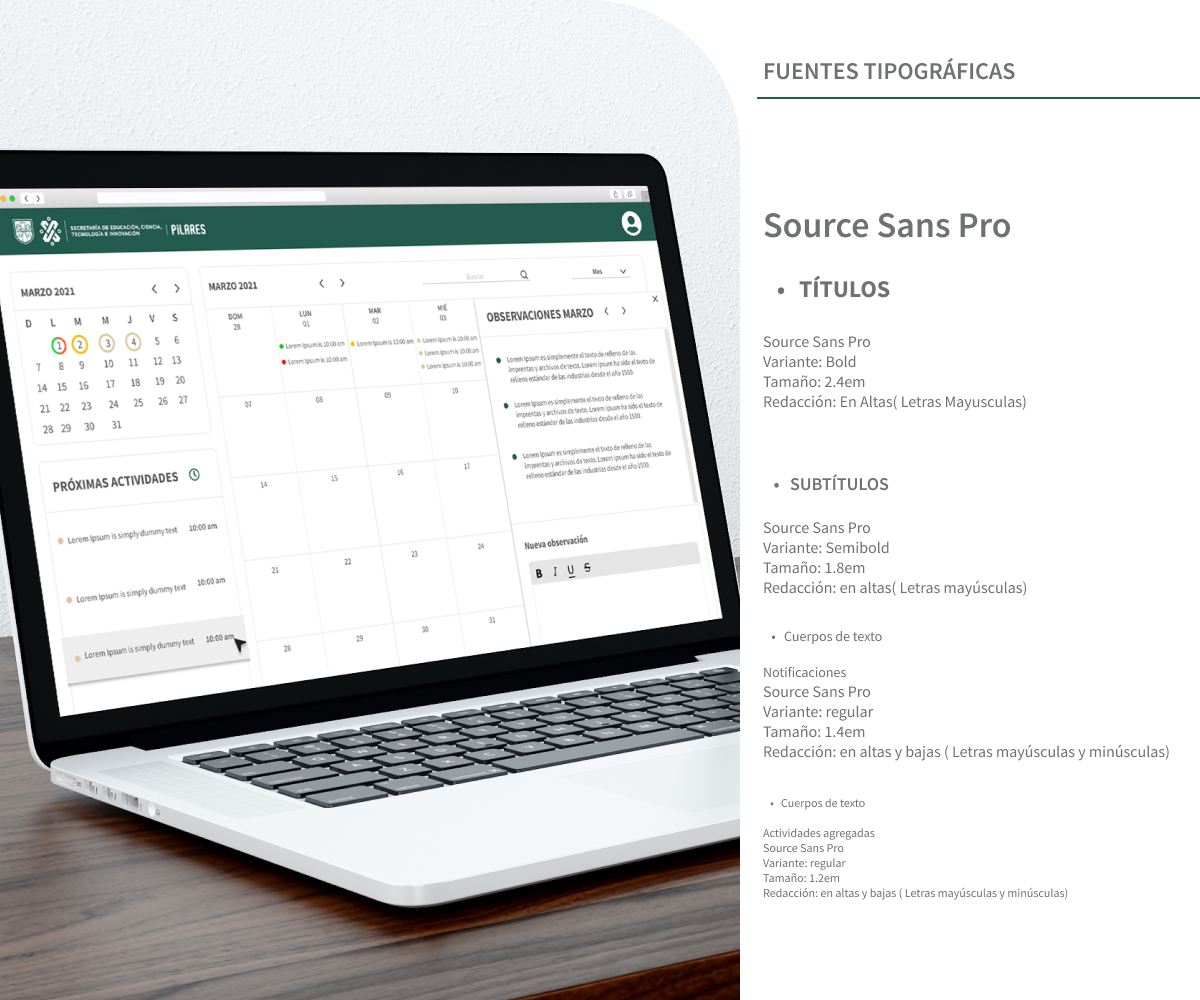 SECRETARÍA DE EDUCACIÓN, CIENCIA,
TECNOLOGÍA E INNOVACIÓN
PILARES
MARZO 2021
D L M M J V S
1 2 3 4 5 6
7 8 9 10 11 12 13
14 15 16 17 18 19 20
21 22 23 24 25 26 27
28 29 30 31
PRÓXIMAS ACTIVIDADES
Lorem Ipsum is simply dummy text 10:00 am
Lorem Ipsum is simply dummy text 10:00 am
Lorem Ipsum is simply dummy text 10:00 am
MARZO 2021
Buscar
Mes
DOM LUN MAR MIÉ
28 01 02 03
Lorem Ipsum is 10:00 am
Lorem Ipsum is 10:00 am
Lorem Ipsum is 10:00 am
Lorem Ipsum is 10:00 am
Lorem Ipsum is 10:00 am
Lorem Ipsum is 10:00 am
07 08 09 10
14 15 16 17
21 22 23 24
28 29 30 31
OBSERVACIONES MARZO
X
Lorem Ipsum es simplemente el texto de relleno de las
imprentas y archivos de texto. Lorem Ipsum ha sido el texto de
relleno estándar de las industrias desde el año 1500.
Lorem Ipsum es simplemente el texto de relleno de las
imprentas y archivos de texto. Lorem Ipsum ha sido el texto de
relleno estándar de las industrias desde el año 1500.
Lorem Ipsum es simplemente el texto de relleno de las
imprentas y archivos de texto. Lorem Ipsum ha sido el texto de
relleno estándar de las industrias desde el año 1500.
Nueva observación
B I U S
FUENTES TIPOGRÁFICAS
Source Sans Pro
• TÍTULOS
Source Sans Pro
Variante: Bold
Tamaño: 2.4em
Redacción: En Altas( Letras Mayusculas)
• SUBTÍTULOS
Source Sans Pro
Variante: Semibold
Tamaño: 1.8em
Redacción: en altas( Letras mayúsculas)
• Cuerpos de texto
Notificaciones
Source Sans Pro
Variante: regular
Tamaño: 1.4em
Redacción: en altas y bajas ( Letras mayúsculas y minúsculas)
• Cuerpos de texto
Actividades agregadas
Source Sans Pro
Variante: regular
Tamaño: 1.2em
Redacción: en altas y bajas ( Letras mayúsculas y minúsculas)